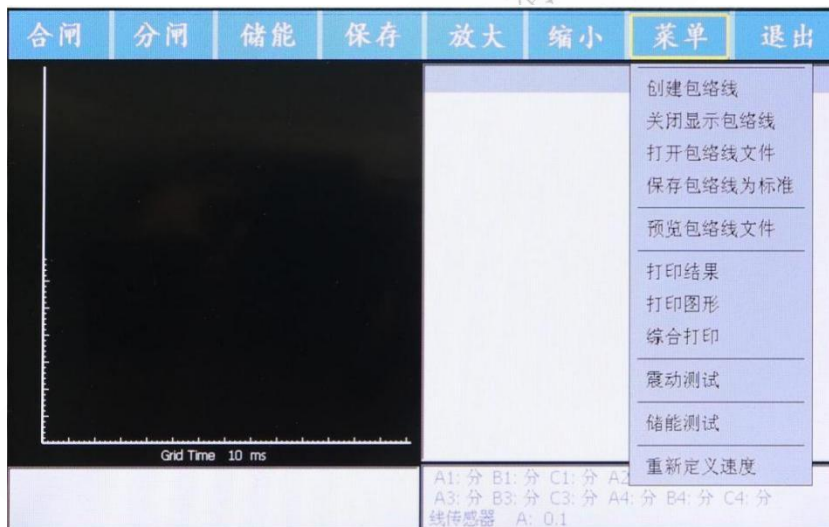 合闸 分闸 储能 保存 放大 缩小 菜单 退出
创建包络线
关闭显示包络线
打开包络线文件
保存包络线为标准
预览包络线文件
打印结果
打印图形
综合打印
震动测试
储能测试
重新定义速度
Grid Time 10 ms
A1: 分 B1: 分 C1: 分 A2
A3: 分 B3: 分 C3: 分 A4: 分 B4: 分 C4: 分
线传感器 A: 0.1